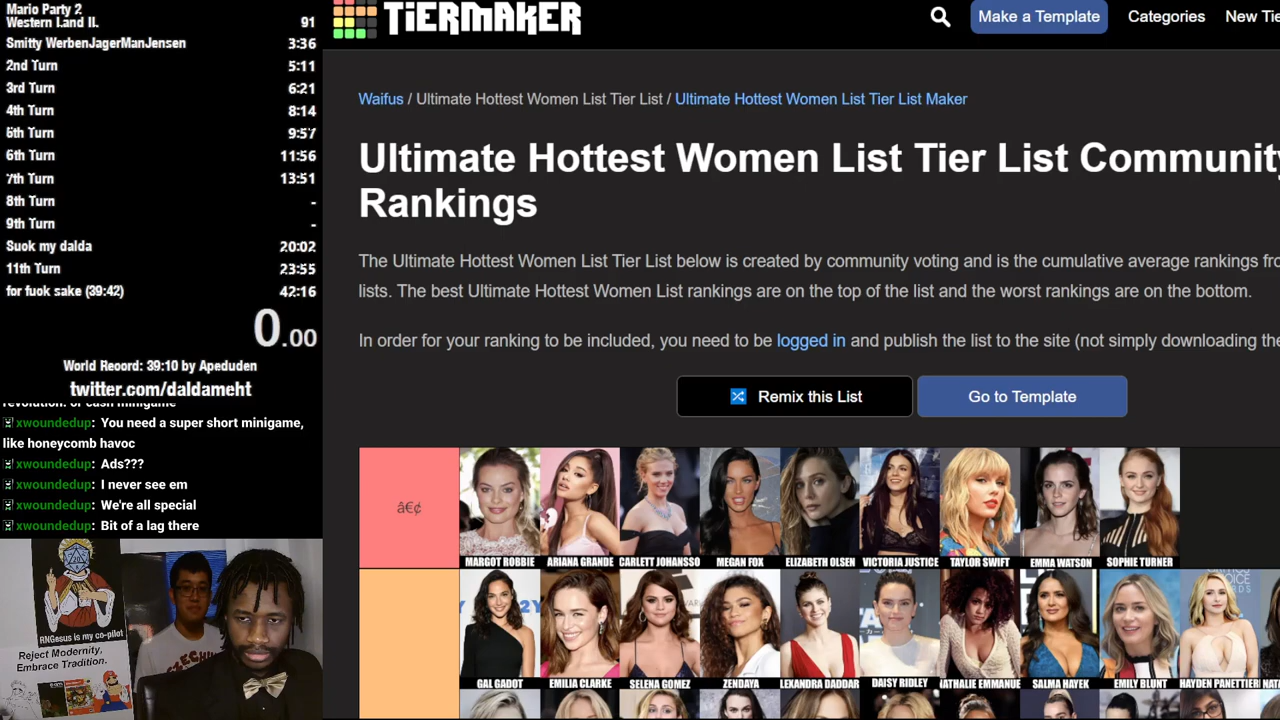 Mario Party 2
Western Land II. 91
Smitty WerbenJagerManJensen 3:36
2nd Turn 5:11
3rd Turn 6:21
4th Turn 8:14
5th Turn 9:57
6th Turn 11:56
7th Turn 13:51
8th Turn -
9th Turn -
Suok my dalda 20:02
11th Turn 23:55
for fuok sake (39:42) 42:16
0.00
World Reoord: 39:10 by Apeduden
twitter.com/daldameht
xwoundedup: You need a super short minigame,
like honeycomb havoc
xwoundedup: Ads???
xwoundedup: I never see em
xwoundedup: We're all special
xwoundedup: Bit of a lag there
RNGesus is my co-pilot
Reject Modernity,
Embrace Tradition.
TiERMAKER
Make a Template
Categories
New Tie
Waifus / Ultimate Hottest Women List Tier List / Ultimate Hottest Women List Tier List Maker
Ultimate Hottest Women List Tier List Community
Rankings
The Ultimate Hottest Women List Tier List below is created by community voting and is the cumulative average rankings fro
lists. The best Ultimate Hottest Women List rankings are on the top of the list and the worst rankings are on the bottom.
In order for your ranking to be included, you need to be logged in and publish the list to the site (not simply downloading the
Remix this List
Go to Template
â€¢
MARGOT ROBBIE ARIANA GRANDE CARLETT JOHANSSO MEGAN FOX ELIZABETH OLSEN VICTORIA JUSTICE TAYLOR SWIFT EMMA WATSON SOPHIE TURNER
GAL GADOT EMILIA CLARKE SELENA GOMEZ ZENDAYA LEXANDRA DADDAR DAISY RIDLEY NATHALIE EMMANUE SALMA HAYEK EMILY BLUNT HAYDEN PANETTIER NAT